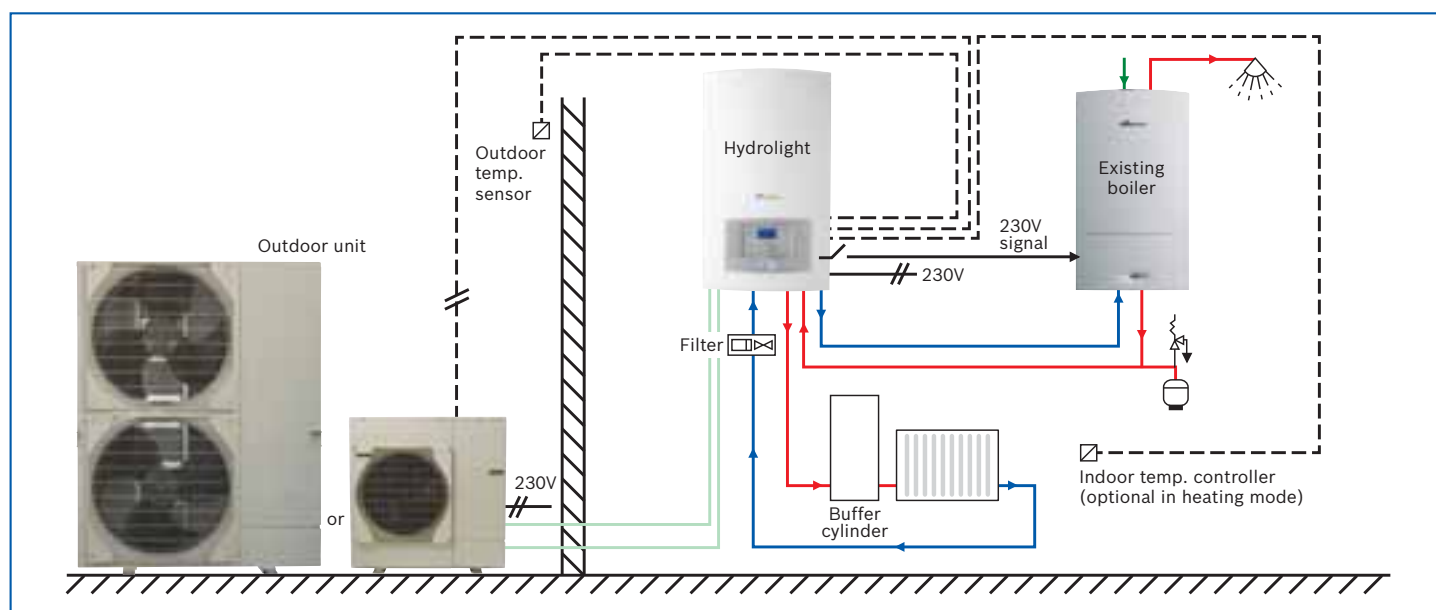 Outdoor
temp.
sensor
Hydrolight
Existing
boiler
230V
signal
230V
Outdoor unit
Filter
or
230V
Buffer
cylinder
Indoor temp. controller
(optional in heating mode)